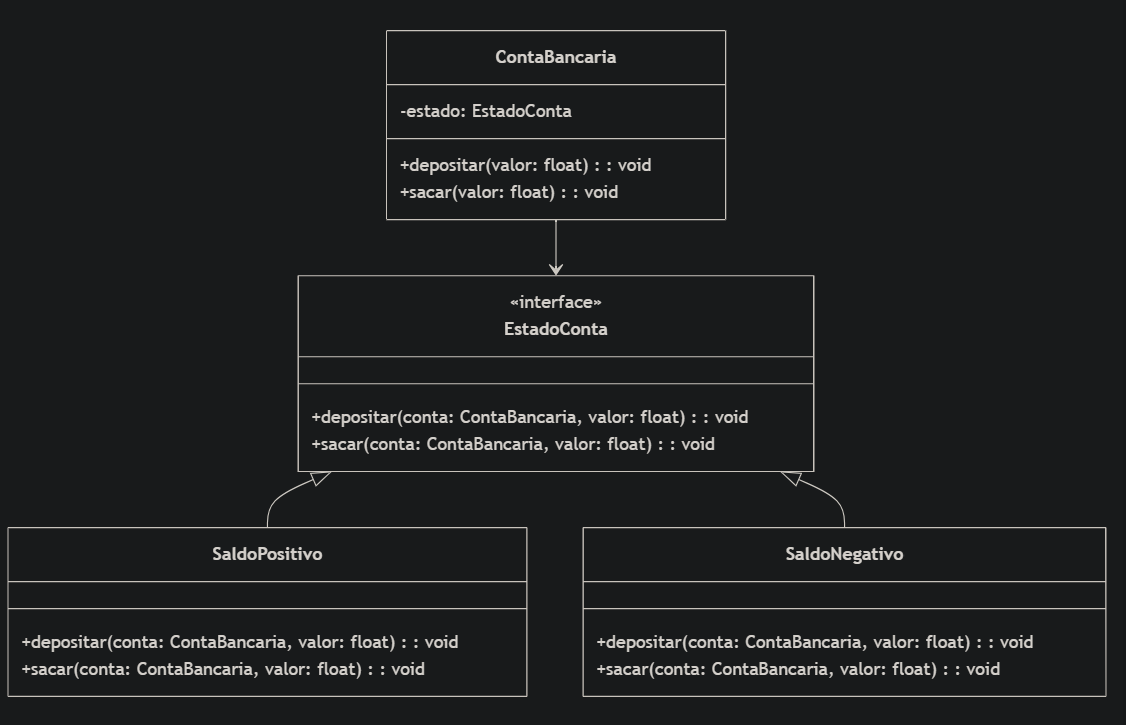 ContaBancaria
-estado: EstadoConta
+depositar(valor: float) : : void
+sacar(valor: float) : : void
«interface»
EstadoConta
+depositar(conta: ContaBancaria, valor: float) : : void
+sacar(conta: ContaBancaria, valor: float) : : void
SaldoPositivo
+depositar(conta: ContaBancaria, valor: float) : : void
+sacar(conta: ContaBancaria, valor: float) : : void
SaldoNegativo
+depositar(conta: ContaBancaria, valor: float) : : void
+sacar(conta: ContaBancaria, valor: float) : : void